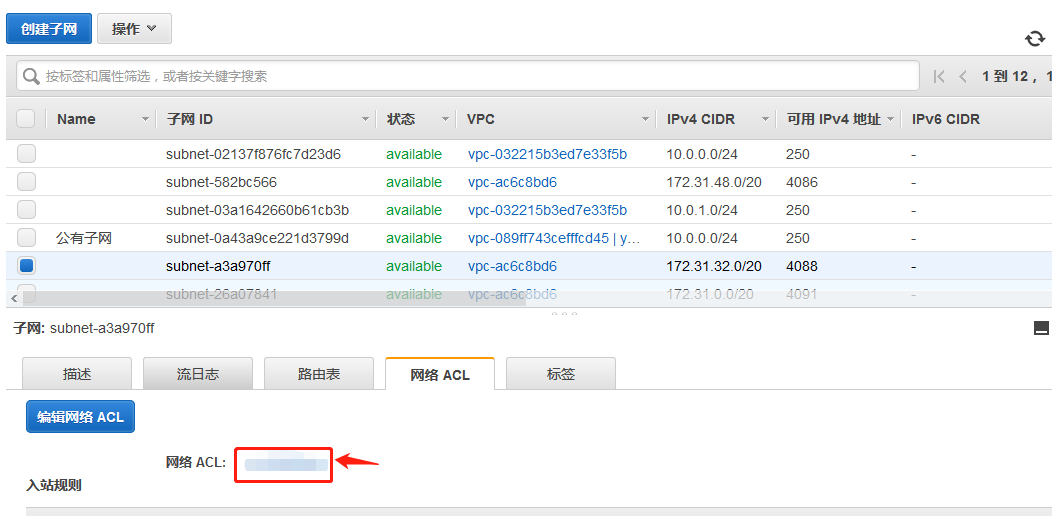 创建子网 操作
按标签和属性筛选，或者按关键字搜索 1 到 12，1
Name 子网 ID 状态 VPC IPv4 CIDR 可用 IPv4 地址 IPv6 CIDR
subnet-02137f876fc7d23d6 available vpc-032215b3ed7e33f5b 10.0.0.0/24 250 -
subnet-582bc566 available vpc-ac6c8bd6 172.31.48.0/20 4086 -
subnet-03a1642660b61cb3b available vpc-032215b3ed7e33f5b 10.0.1.0/24 250 -
公有子网 subnet-0a43a9ce221d3799d available vpc-089ff743cefffcd45 | y... 10.0.0.0/24 250 -
subnet-a3a970ff available vpc-ac6c8bd6 172.31.32.0/20 4088 -
subnet-26a07841 available vpc-ac6c8bd6 172.31.0.0/20 4091 -
子网: subnet-a3a970ff
描述 流日志 路由表 网络 ACL 标签
编辑网络 ACL
网络 ACL:
入站规则